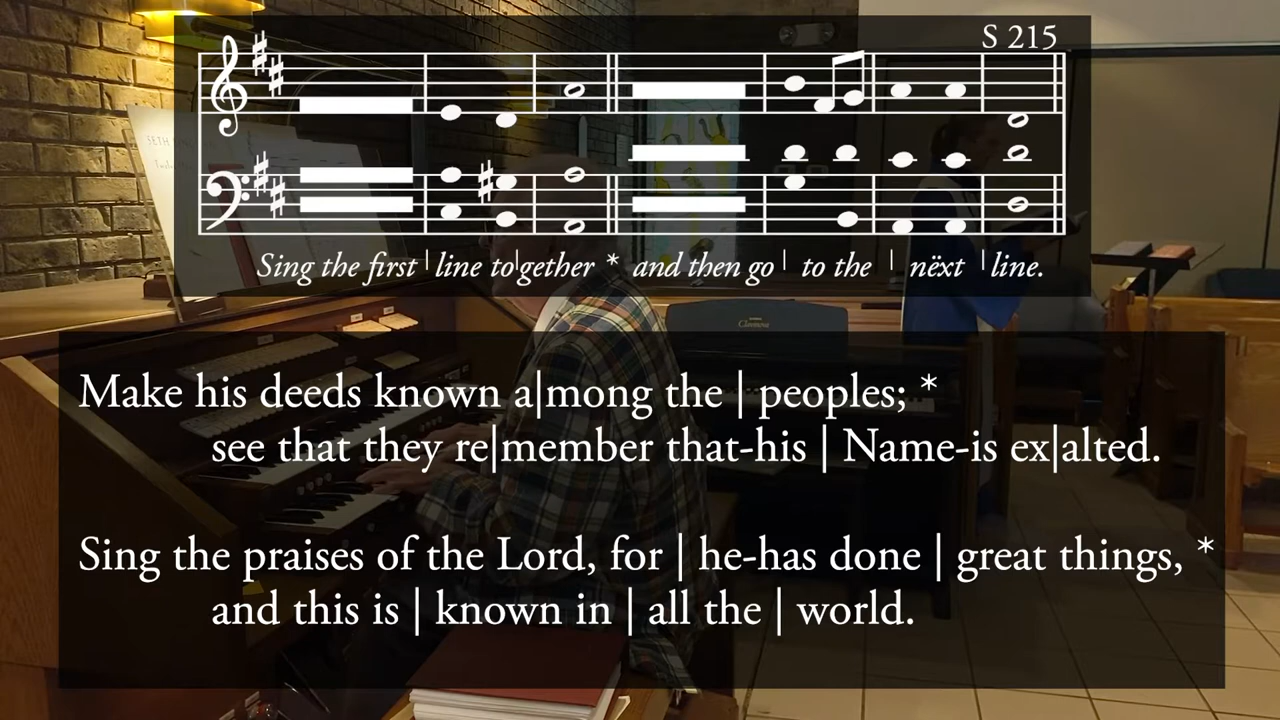 S 215
Sing the first | line to|gether * and then go | to the | nëxt | line.
Make his deeds known a|mong the | peoples; *
see that they re|member that-his | Name-is ex|alted.
Sing the praises of the Lord, for | he-has done | great things, *
and this is | known in | all the | world.